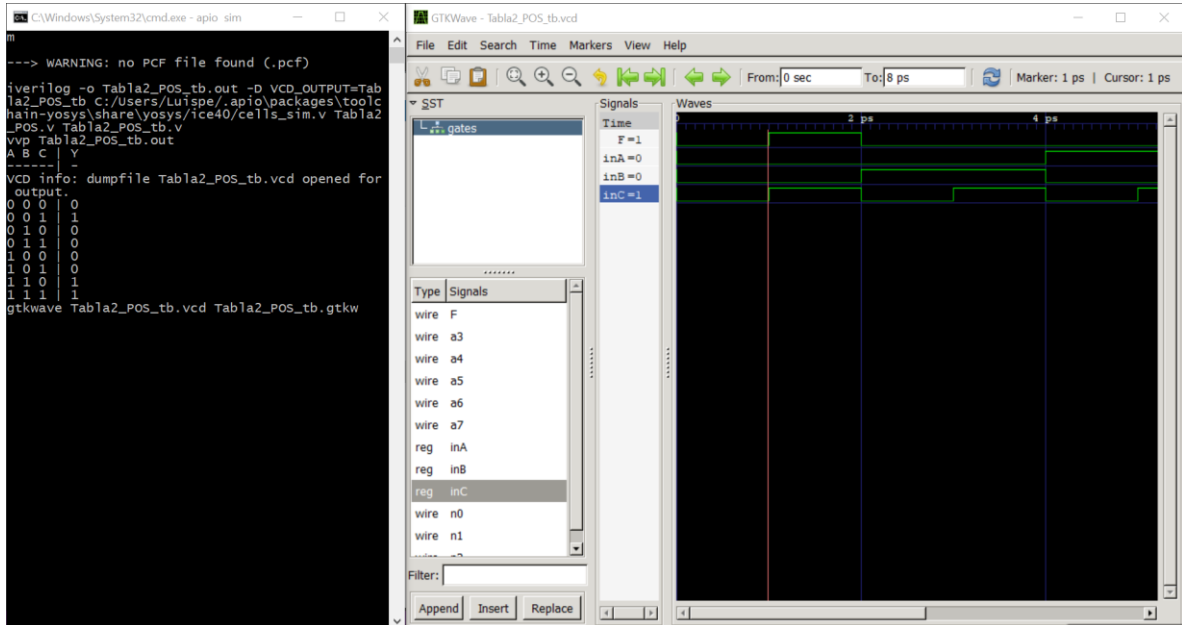 C:\Windows\System32\cmd.exe - apio sim
m
---> WARNING: no PCF file found (.pcf)
iverilog -o Tabla2_POS_tb.out -D VCD_OUTPUT=Tab
la2_POS_tb C:/Users/Luispe/.apio\packages\toolc
hain-yosys\share\yosys/ice40/cells_sim.v Tabla2
_POS.v Tabla2_POS_tb.v
vvp Tabla2_POS_tb.out
A B C | Y
------| -
VCD info: dumpfile Tabla2_POS_tb.vcd opened for
output.
0 0 0 | 0
0 0 1 | 1
0 1 0 | 0
0 1 1 | 0
1 0 0 | 0
1 0 1 | 0
1 1 0 | 1
1 1 1 | 1
gtkwave Tabla2_POS_tb.vcd Tabla2_POS_tb.gtkw
GTKWave - Tabla2_POS_tb.vcd
File Edit Search Time Markers View Help
From: 0 sec To: 8 ps Marker: 1 ps | Cursor: 1 ps
SST
gates
Type Signals
wire F
wire a3
wire a4
wire a5
wire a6
wire a7
reg inA
reg inB
reg inC
wire n0
wire n1
Filter:
Append Insert Replace
Signals
Time
F=1
inA=0
inB=0
inC=1
Waves
0 2 ps 4 ps